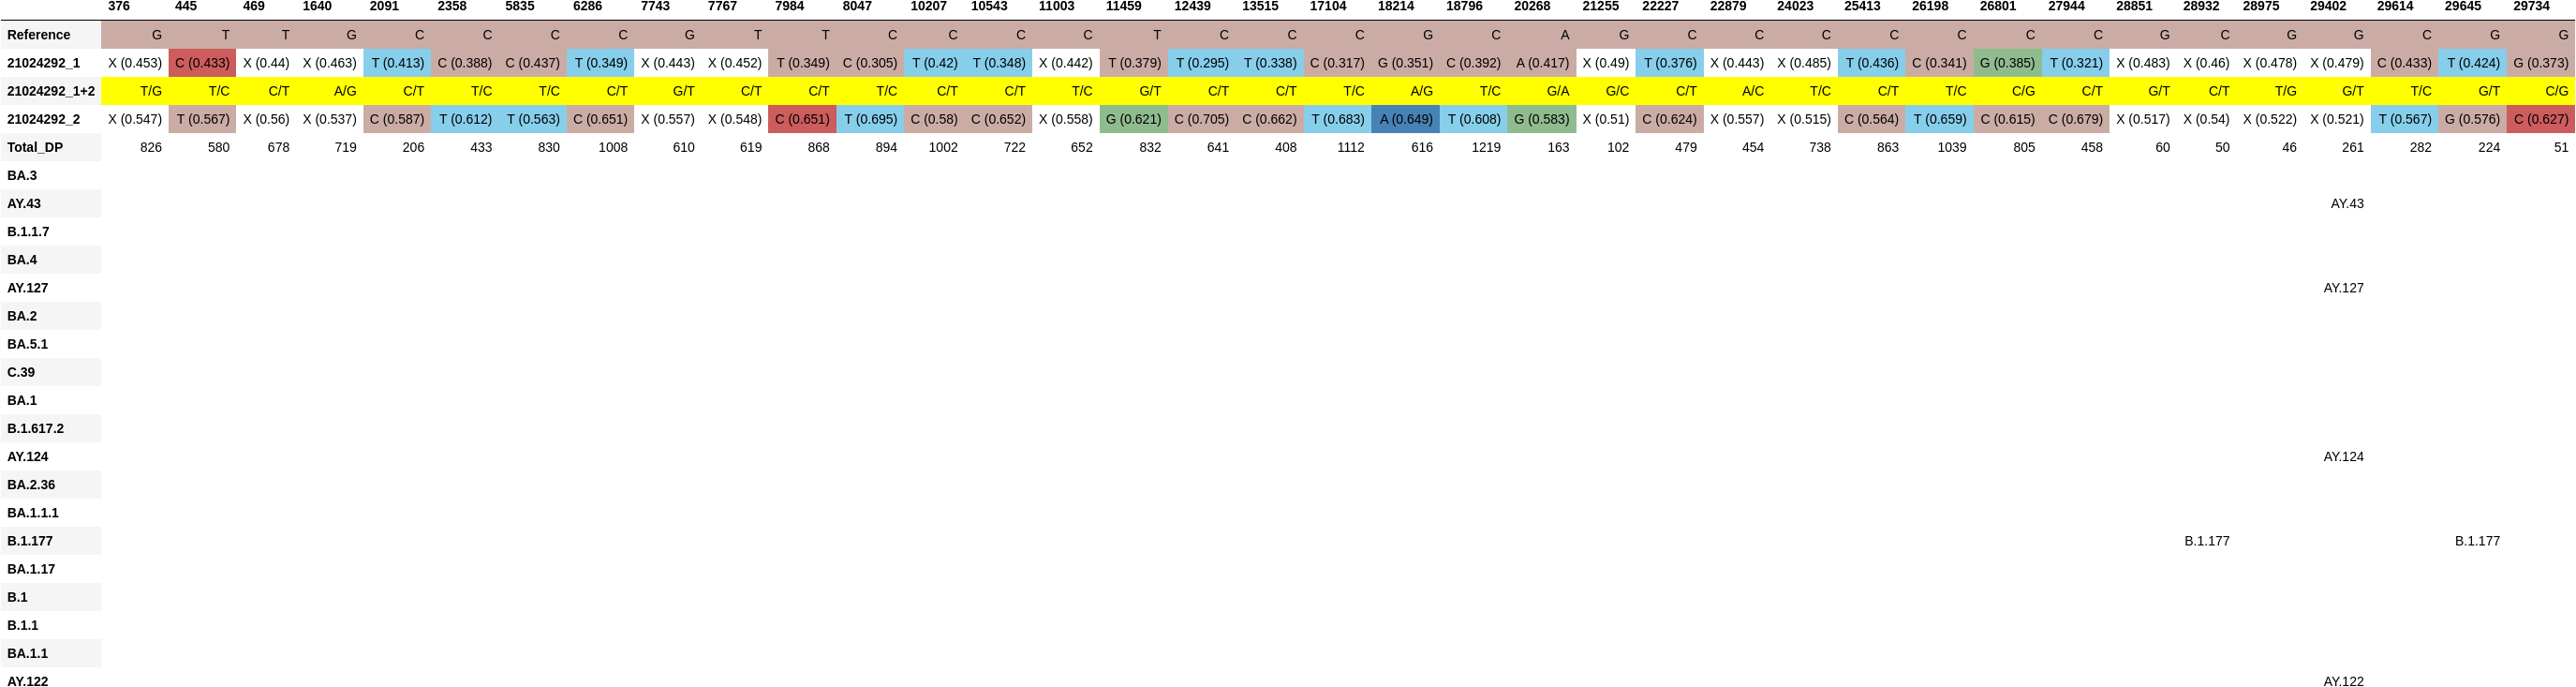 376 445 469 1640 2091 2358 5835 6286 7743 7767 7984 8047 10207 10543 11003 11459 12439 13515 17104 18214 18796 20268 21255 22227 22879 24023 25413 26198 26801 27944 28851 28932 28975 29402 29614 29645 29734
Reference G T T G C C C C G T T C C C C T C C C G C A G C C C C C C C G C G G C G G
21024292_1 X (0.453) C (0.433) X (0.44) X (0.463) T (0.413) C (0.388) C (0.437) T (0.349) X (0.443) X (0.452) T (0.349) C (0.305) T (0.42) T (0.348) X (0.442) T (0.379) T (0.295) T (0.338) C (0.317) G (0.351) C (0.392) A (0.417) X (0.49) T (0.376) X (0.443) X (0.485) T (0.436) C (0.341) G (0.385) T (0.321) X (0.483) X (0.46) X (0.478) X (0.479) C (0.433) T (0.424) G (0.373)
21024292_1+2 T/G T/C C/T A/G C/T T/C T/C C/T G/T C/T C/T T/C C/T C/T T/C G/T C/T C/T T/C A/G T/C G/A G/C C/T A/C T/C C/T T/C C/G C/T G/T C/T T/G G/T T/C G/T C/G
21024292_2 X (0.547) T (0.567) X (0.56) X (0.537) C (0.587) T (0.612) T (0.563) C (0.651) X (0.557) X (0.548) C (0.651) T (0.695) C (0.58) C (0.652) X (0.558) G (0.621) C (0.705) C (0.662) T (0.683) A (0.649) T (0.608) G (0.583) X (0.51) C (0.624) X (0.557) X (0.515) C (0.564) T (0.659) C (0.615) C (0.679) X (0.517) X (0.54) X (0.522) X (0.521) T (0.567) G (0.576) C (0.627)
Total_DP 826 580 678 719 206 433 830 1008 610 619 868 894 1002 722 652 832 641 408 1112 616 1219 163 102 479 454 738 863 1039 805 458 60 50 46 261 282 224 51
BA.3
AY.43 AY.43
B.1.1.7
BA.4
AY.127 AY.127
BA.2
BA.5.1
C.39
BA.1
B.1.617.2
AY.124 AY.124
BA.2.36
BA.1.1.1
B.1.177 B.1.177 B.1.177
BA.1.17
B.1
B.1.1
BA.1.1
AY.122 AY.122